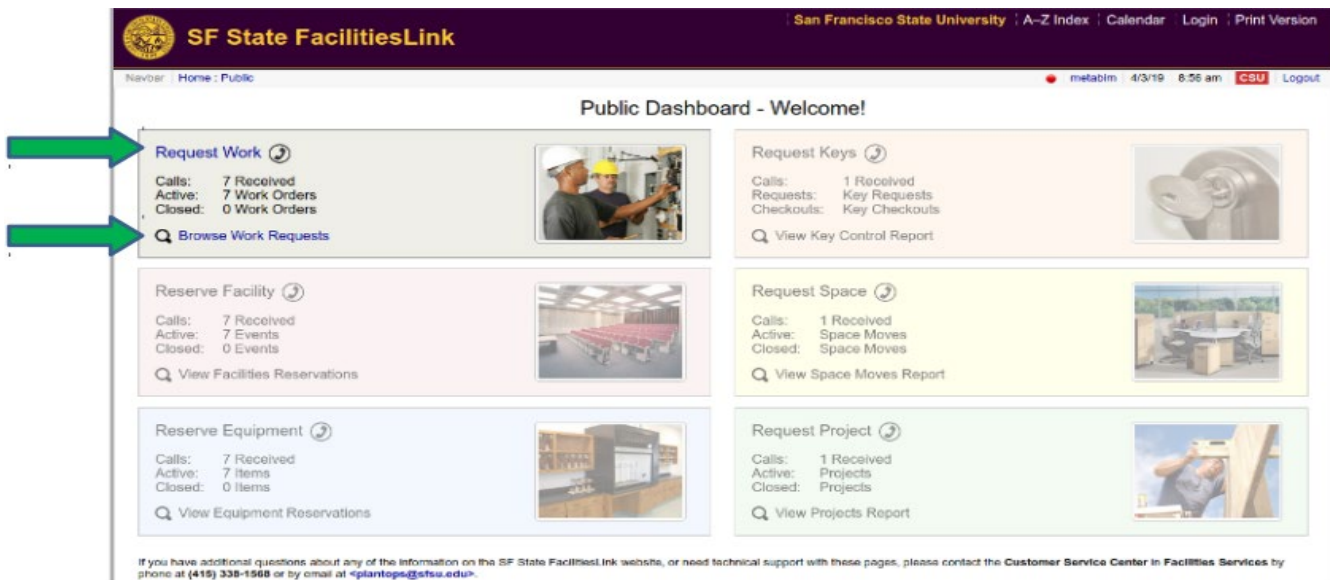 San Francisco State University A–Z Index Calendar Login Print Version
SF State FacilitiesLink
Navbar Home : Public metabim 4/3/19 8:56 am CSU Logout
Public Dashboard - Welcome!
Request Work
Calls: 7 Received
Active: 7 Work Orders
Closed: 0 Work Orders
Browse Work Requests
Request Keys
Calls: 1 Received
Requests: Key Requests
Checkouts: Key Checkouts
View Key Control Report
Reserve Facility
Calls: 7 Received
Active: 7 Events
Closed: 0 Events
View Facilities Reservations
Request Space
Calls: 1 Received
Active: Space Moves
Closed: Space Moves
View Space Moves Report
Reserve Equipment
Calls: 7 Received
Active: 7 Items
Closed: 0 Items
View Equipment Reservations
Request Project
Calls: 1 Received
Active: Projects
Closed: Projects
View Projects Report
If you have additional questions about any of the information on the SF State FacilitiesLink website, or need technical support with these pages, please contact the Customer Service Center in Facilities Services by
phone at (415) 338-1568 or by email at <plantops@sfsu.edu>.